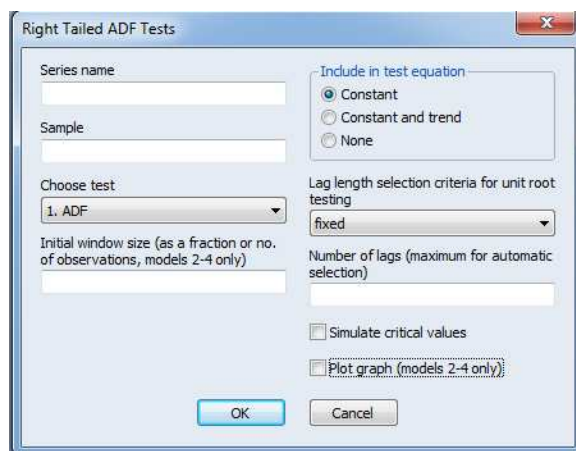 Right Tailed ADF Tests
Series name
Sample
Choose test
1. ADF
Initial window size (as a fraction or no.
of observations, models 2-4 only)
Include in test equation
Constant
Constant and trend
None
Lag length selection criteria for unit root
testing
fixed
Number of lags (maximum for automatic
selection)
Simulate critical values
Plot graph (models 2-4 only)
OK
Cancel